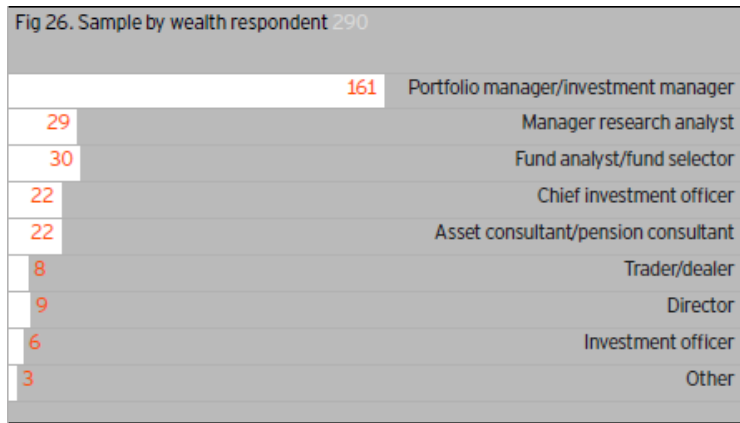 Fig 26. Sample by wealth respondent 290
161 Portfolio manager/investment manager
29 Manager research analyst
30 Fund analyst/fund selector
22 Chief investment officer
22 Asset consultant/pension consultant
8 Trader/dealer
9 Director
6 Investment officer
3 Other